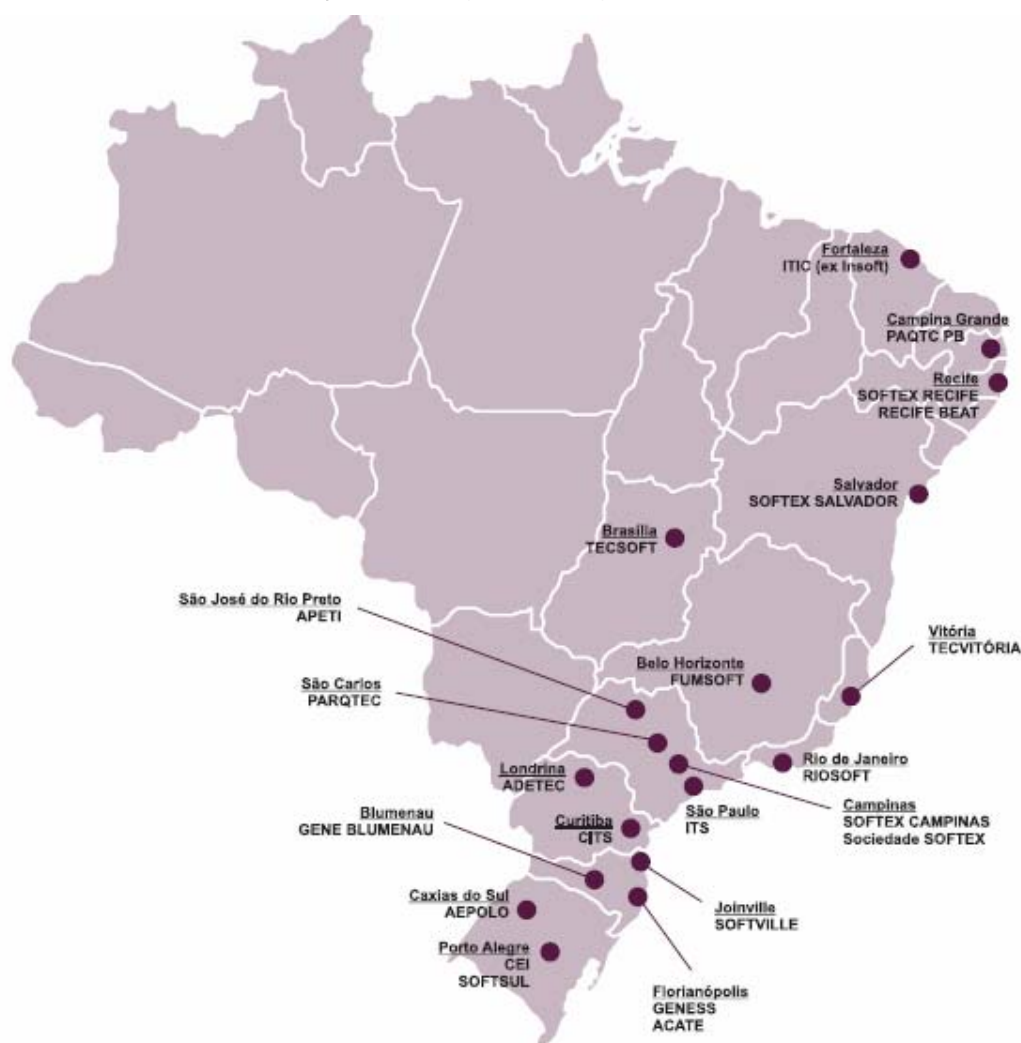 Fortaleza
ITIC (ex Insoft)
Campina Grande
PAQTC PB
Recife
SOFTEX RECIFE
RECIFE BEAT
Salvador
SOFTEX SALVADOR
Brasília
TECSOFT
São José do Rio Preto
APETI
Vitória
TECVITÓRIA
Belo Horizonte
FUMSOFT
São Carlos
PARQTEC
Rio de Janeiro
RIOSOFT
Londrina
ADETEC
São Paulo
ITS
Campinas
SOFTEX CAMPINAS
Sociedade SOFTEX
Blumenau
GENE BLUMENAU
Curitiba
CITS
Caxias do Sul
AEPOLO
Joinville
SOFTVILLE
Porto Alegre
CEI
SOFTSUL
Florianópolis
GENESS
ACATE